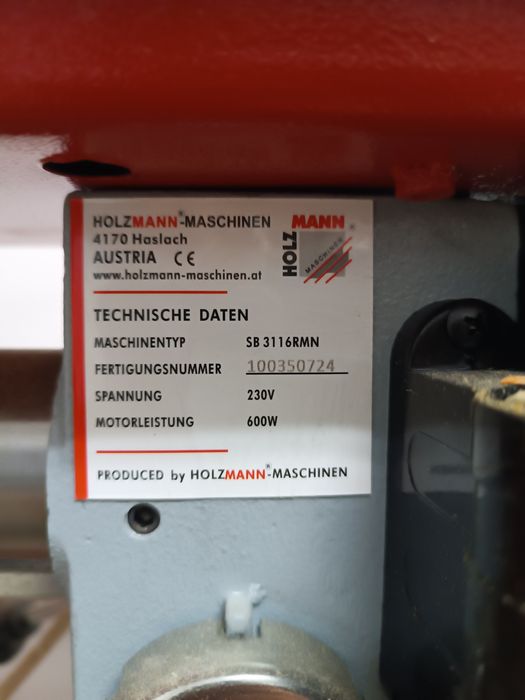 HOLZMANN®-MASCHINEN
4170 Haslach
AUSTRIA CE
www.holzmann-maschinen.at
HOLZ MANN®
MASCHINEN
TECHNISCHE DATEN
MASCHINENTYP SB 3116RMN
FERTIGUNGSNUMMER 100350724
SPANNUNG 230V
MOTORLEISTUNG 600W
PRODUCED by HOLZMANN®-MASCHINEN